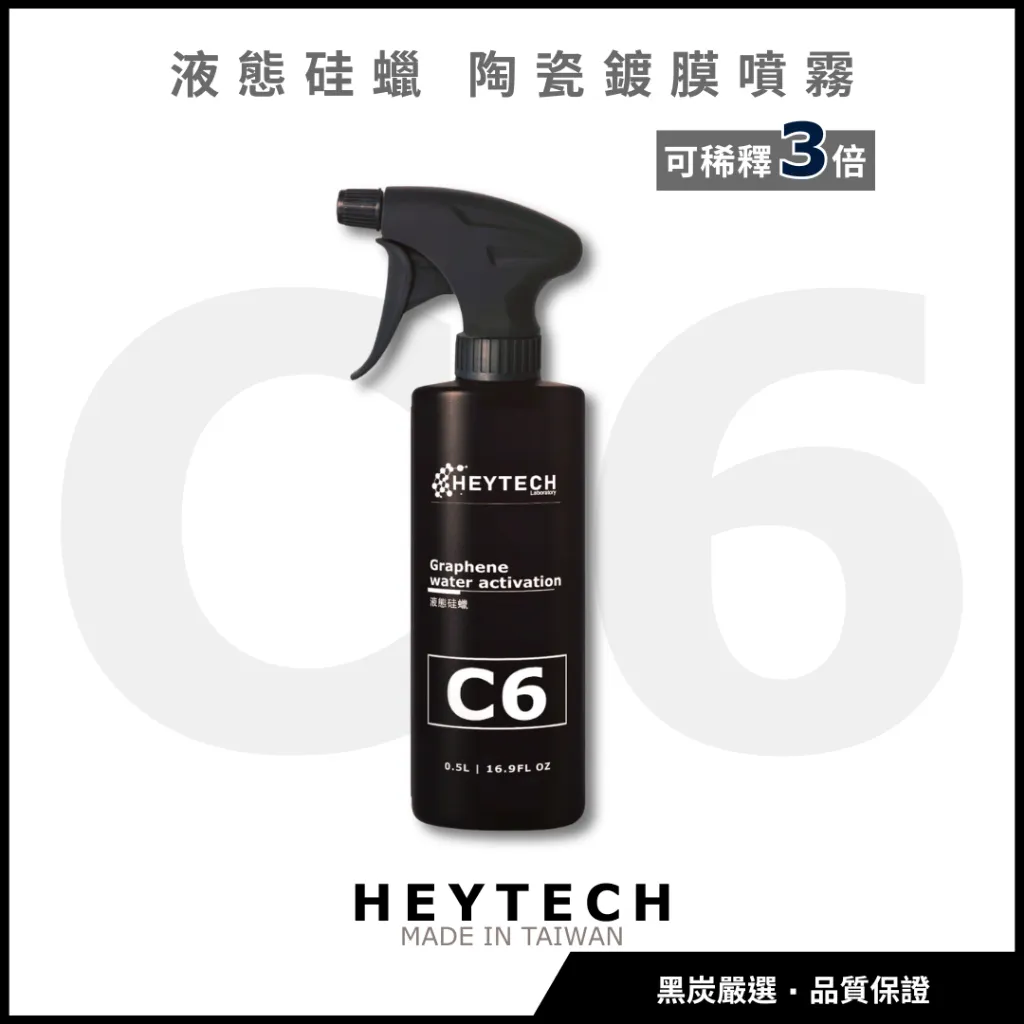 液態硅蠟 陶瓷鍍膜噴霧
可稀釋3倍
C6
HEYTECH
Laboratory
Graphene
water activation
液態硅蠟
C6
0.5L | 16.9FL OZ
HEYTECH
MADE IN TAIWAN
黑炭嚴選・品質保證